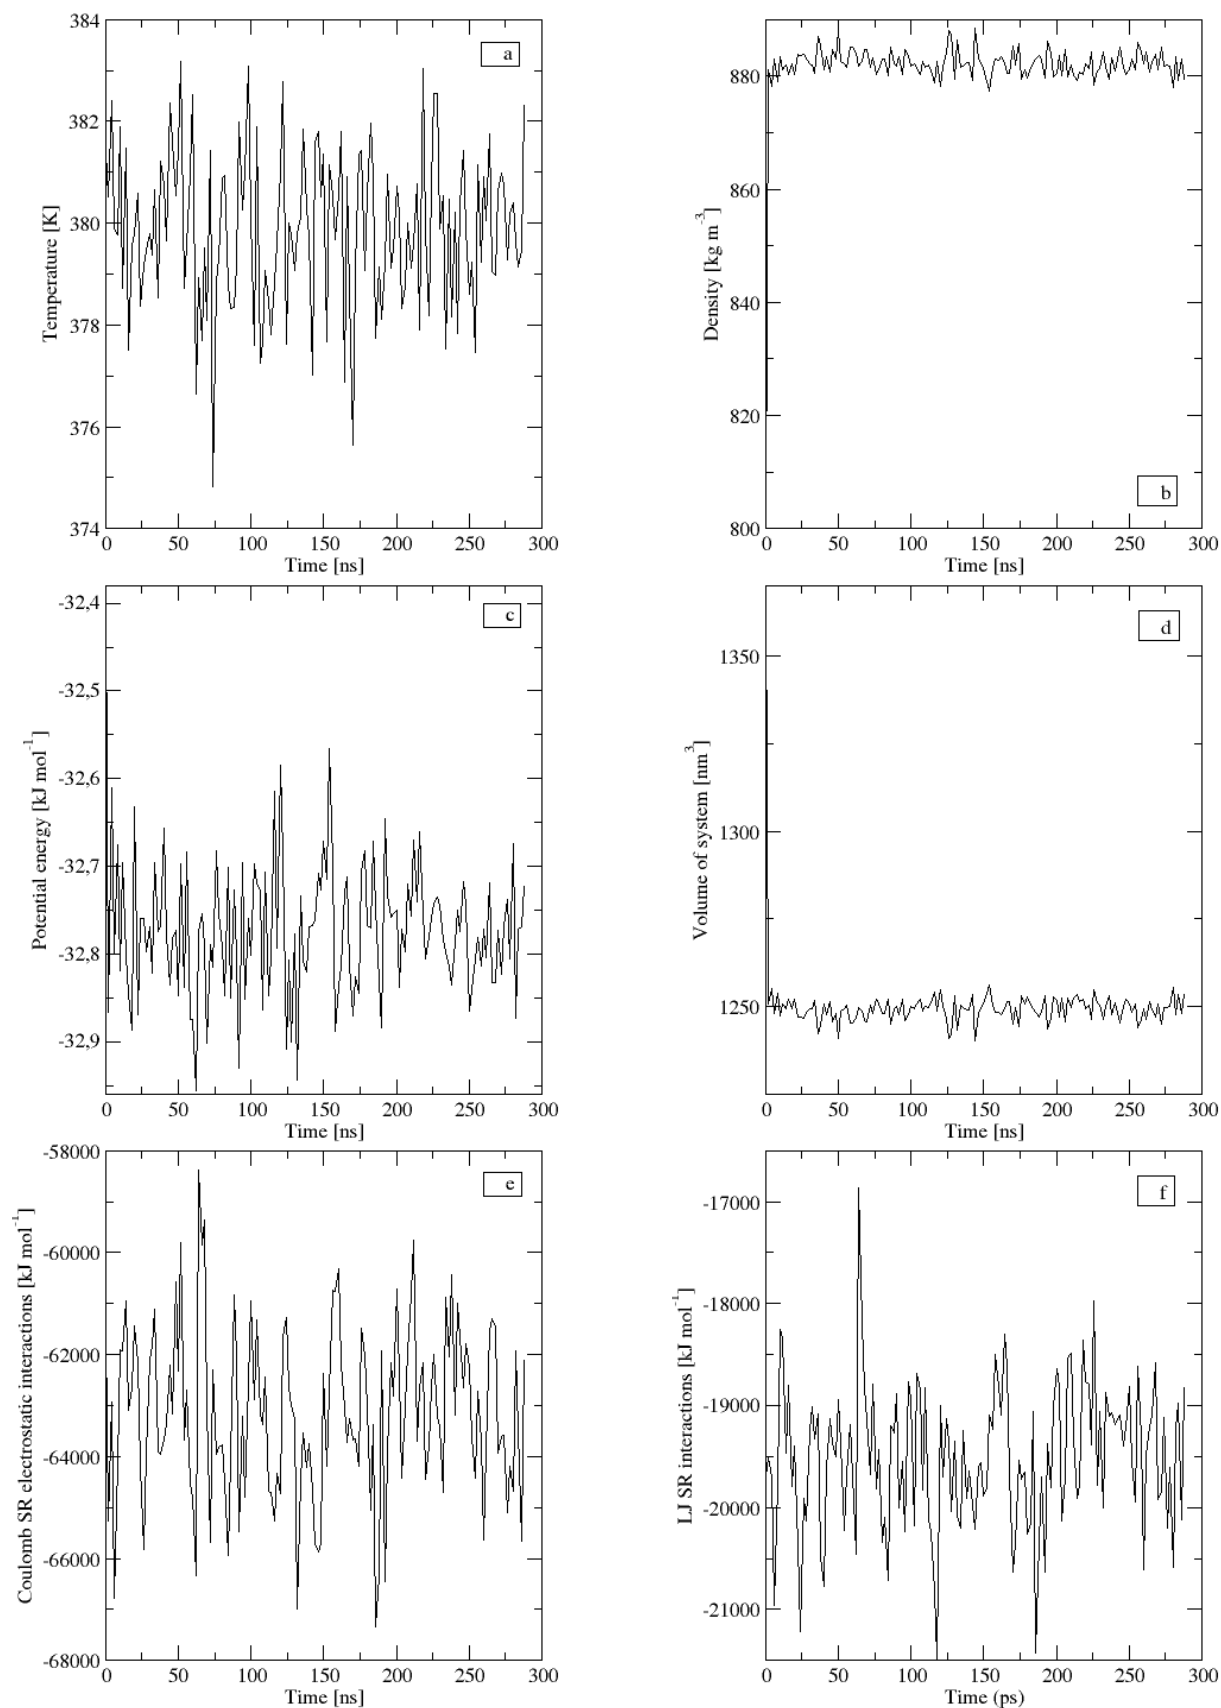 384
382
380
378
376
374
Temperature [K]
a
0 50 100 150 200 250 300
Time [ns]
880
860
840
820
800
Density [kg m-3]
b
0 50 100 150 200 250 300
Time [ns]
-32,4
-32,5
-32,6
-32,7
-32,8
-32,9
Potential energy [kJ mol-1]
c
0 50 100 150 200 250 300
Time [ns]
1350
1300
1250
Volume of system [nm3]
d
0 50 100 150 200 250 300
Time [ns]
-58000
-60000
-62000
-64000
-66000
-68000
Coulomb SR electrostatic interactions [kJ mol-1]
e
0 50 100 150 200 250 300
Time [ns]
-17000
-18000
-19000
-20000
-21000
LJ SR interactions [kJ mol-1]
f
0 50 100 150 200 250 300
Time (ps)